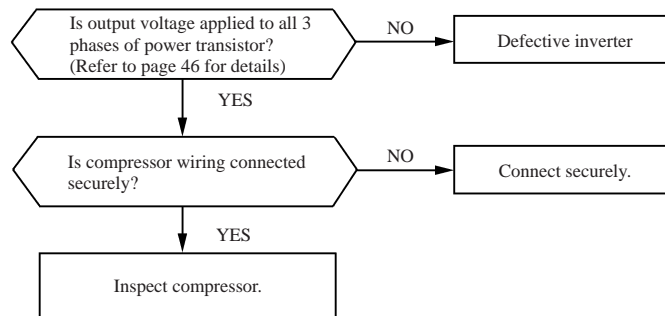 Is output voltage applied to all 3
phases of power transistor?
(Refer to page 46 for details)
NO
Defective inverter
YES
Is compressor wiring connected
securely?
NO
Connect securely.
YES
Inspect compressor.